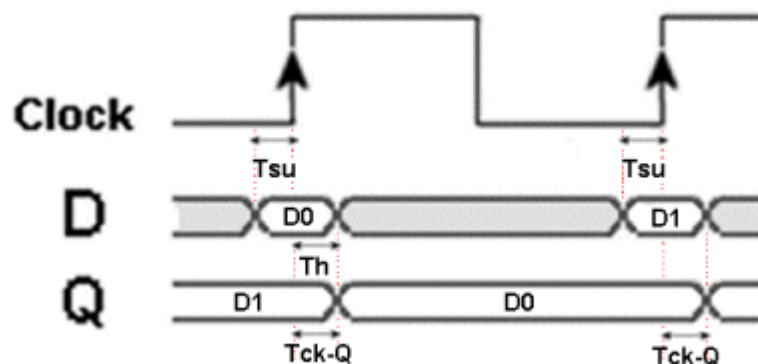 Clock
Tsu Tsu
D D0 D1
Th
Q D1 D0
Tck-Q Tck-Q